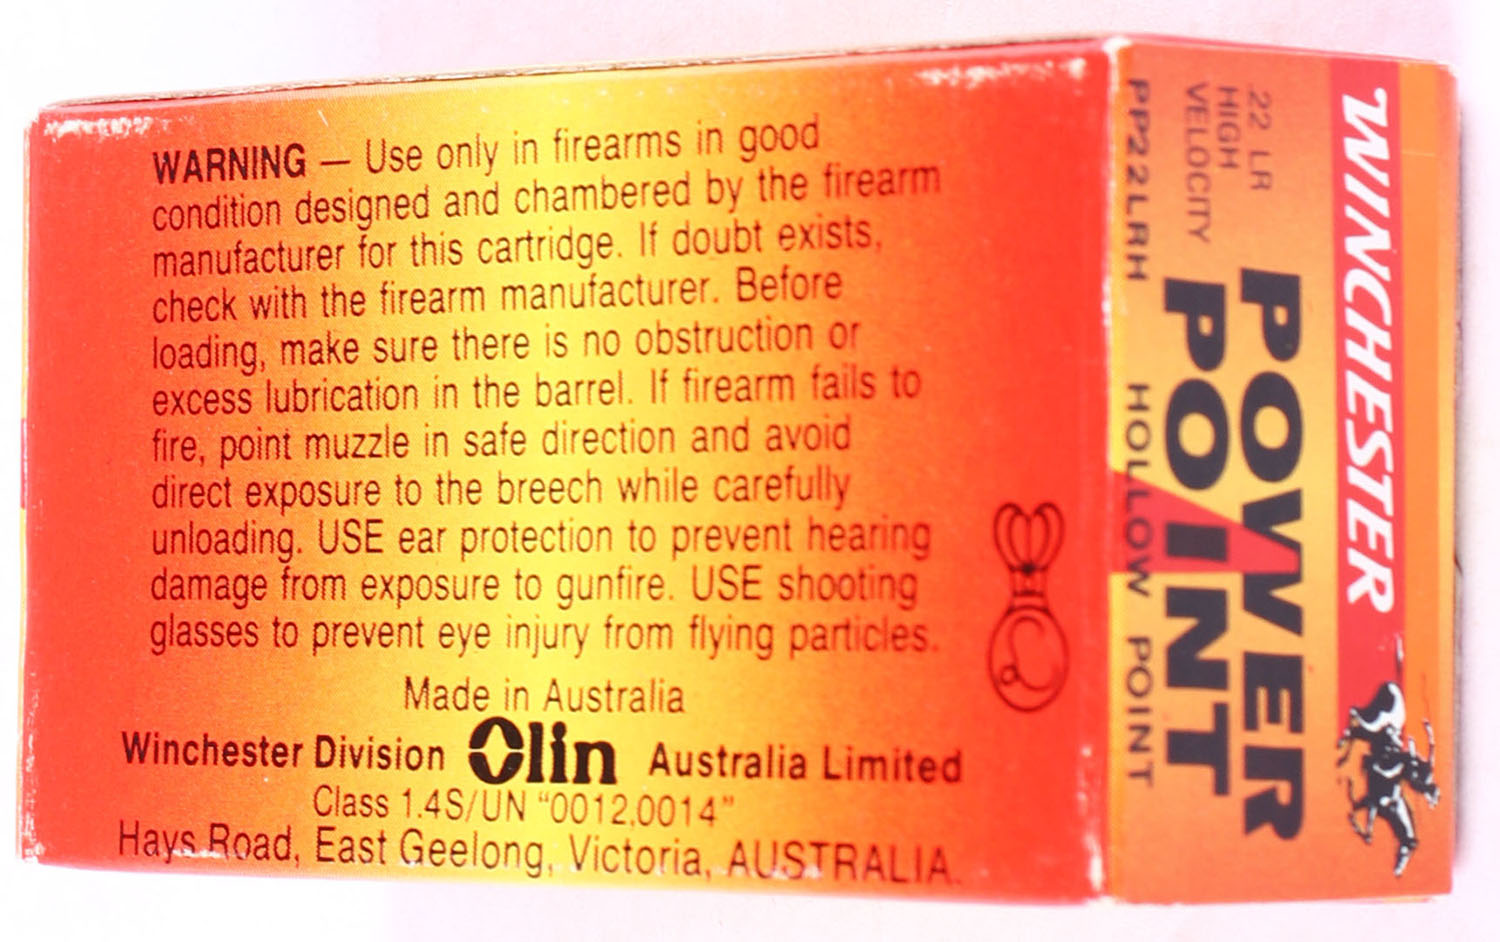 WARNING — Use only in firearms in good
condition designed and chambered by the firearm
manufacturer for this cartridge. If doubt exists,
check with the firearm manufacturer. Before
loading, make sure there is no obstruction or
excess lubrication in the barrel. If firearm fails to
fire, point muzzle in safe direction and avoid
direct exposure to the breech while carefully
unloading. USE ear protection to prevent hearing
damage from exposure to gunfire. USE shooting
glasses to prevent eye injury from flying particles.
Made in Australia
Winchester Division Olin Australia Limited
Class 1.4S/UN "0012,0014"
Hays Road, East Geelong, Victoria, AUSTRALIA.
WINCHESTER
.22 LR
HIGH
VELOCITY
POWER
POINT
PP22LRH HOLLOW POINT